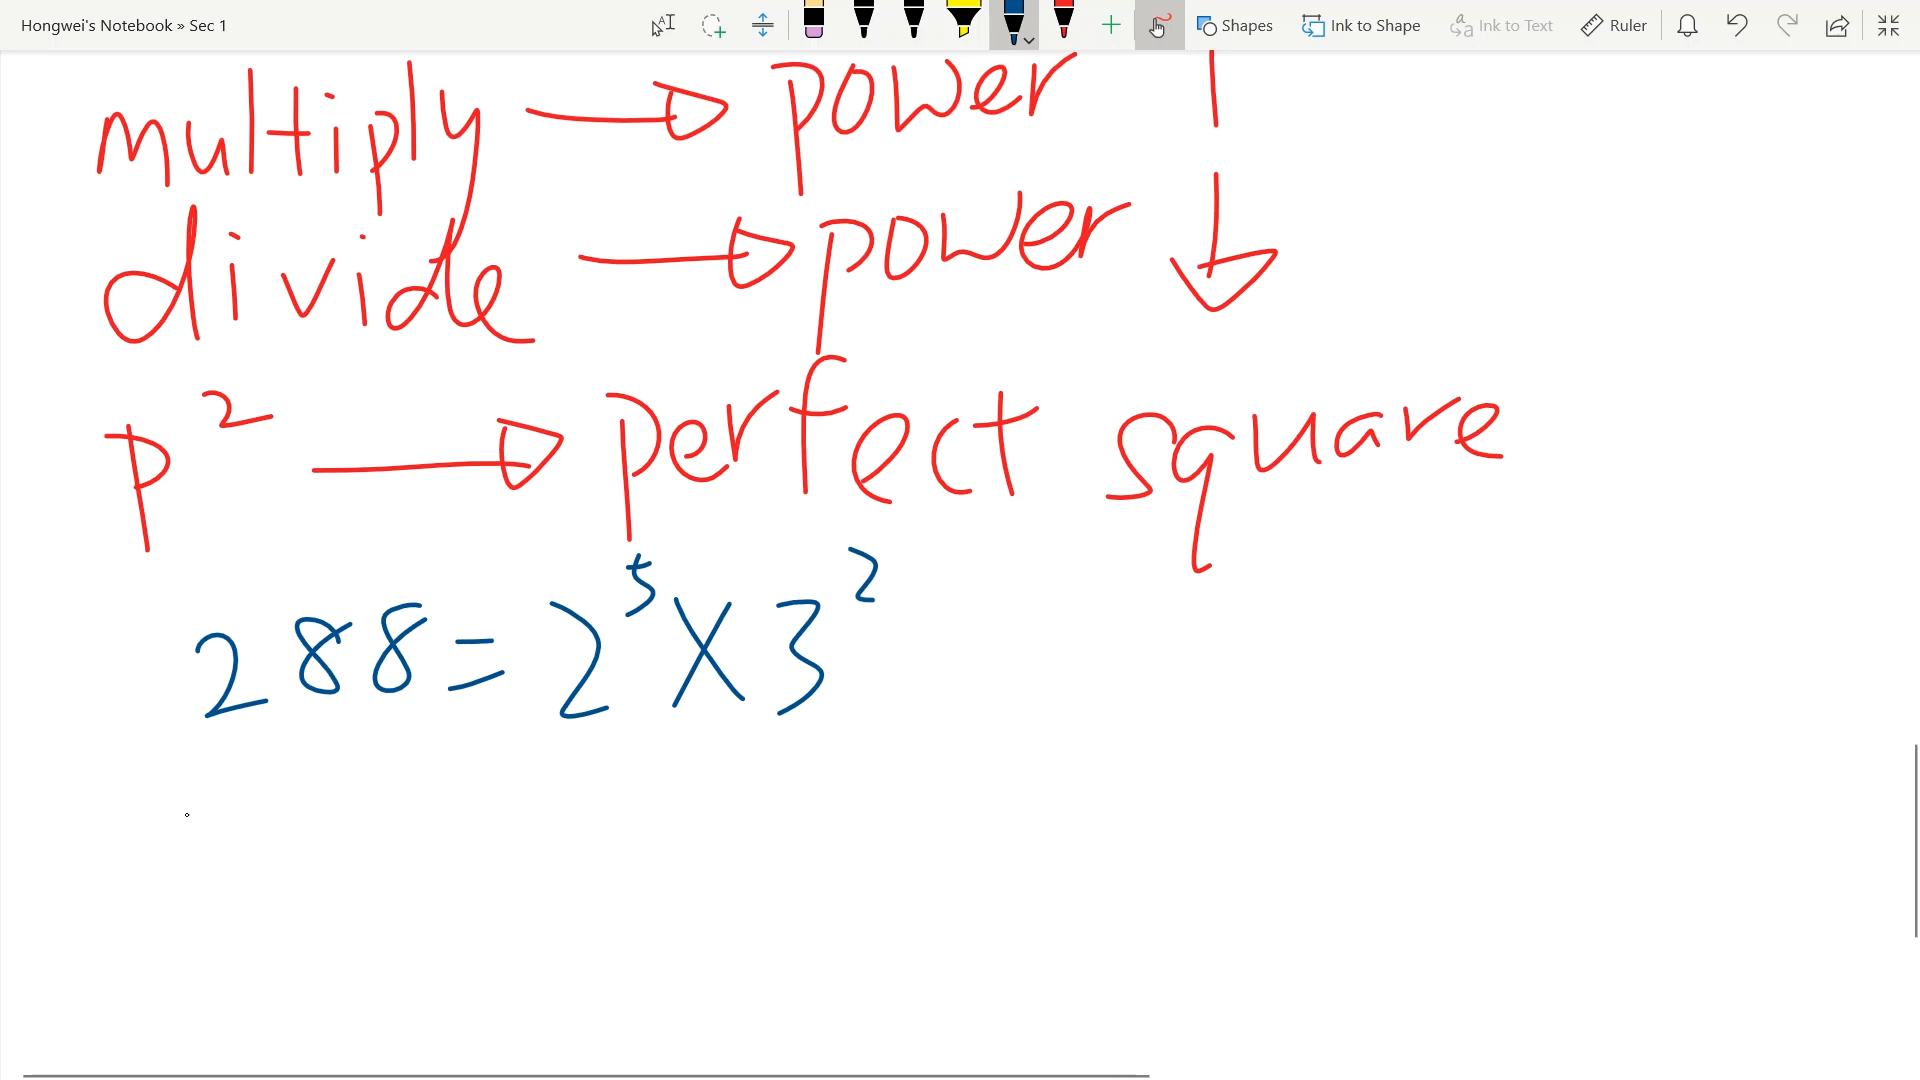 Hongwei's Notebook » Sec 1
Shapes Ink to Shape Ink to Text Ruler
multiply → power
divide → power ↓
p² → perfect square
288 = 2⁵ × 3²